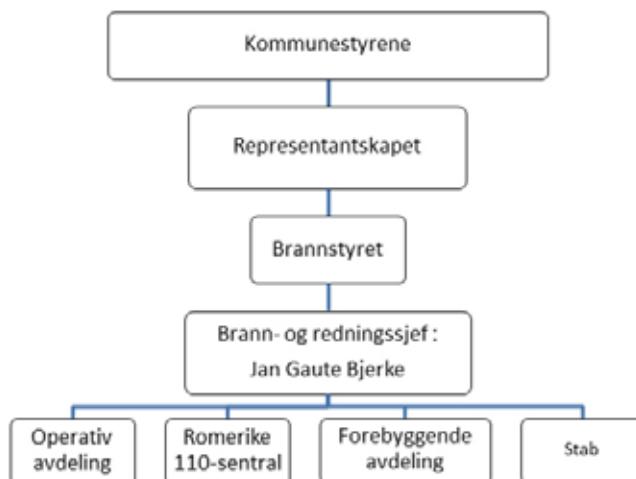 Kommunestyrene
Representantskapet
Brannstyret
Brann- og redningssjef :
Jan Gaute Bjerke
Operativ
avdeling
Romerike
110-sentral
Forebyggende
avdeling
Stab